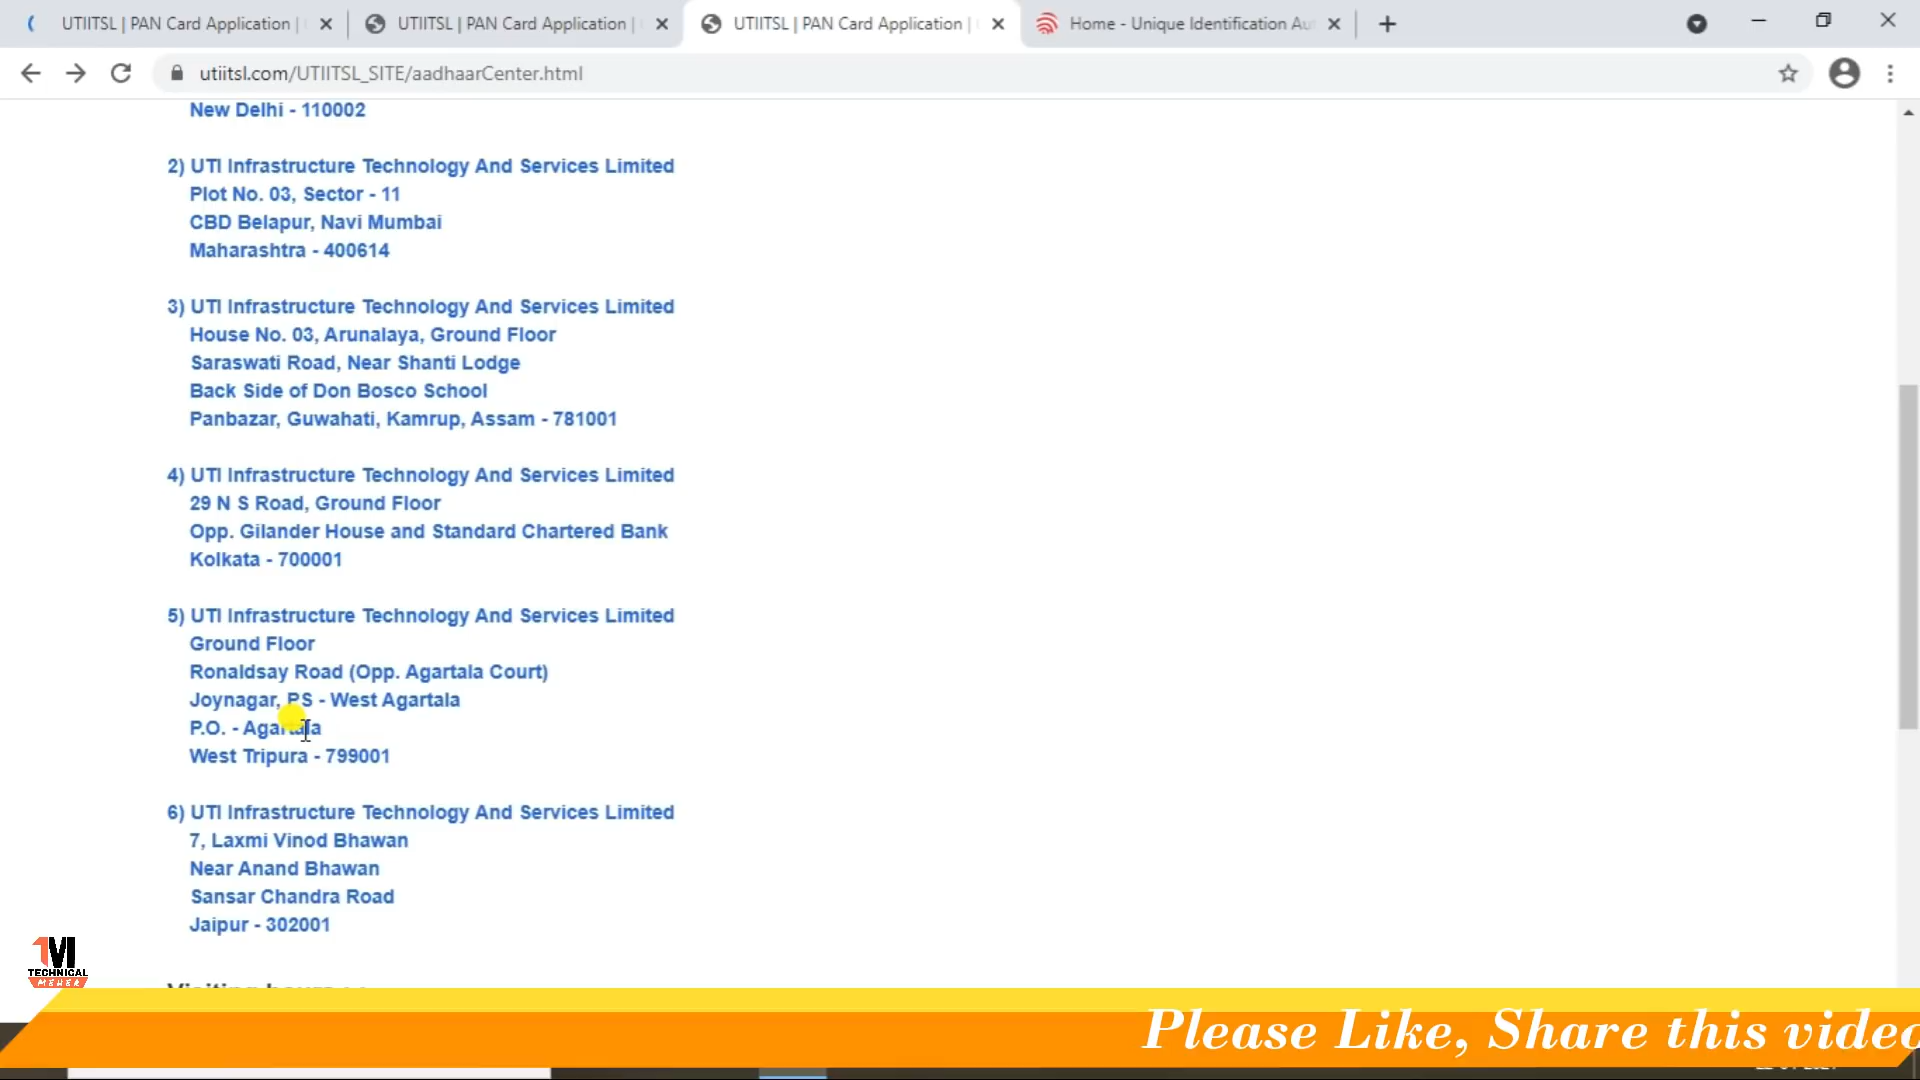 UTIITSL | PAN Card Application |
UTIITSL | PAN Card Application |
UTIITSL | PAN Card Application |
Home - Unique Identification Au
utiitsl.com/UTIITSL_SITE/aadhaarCenter.html
New Delhi - 110002
2) UTI Infrastructure Technology And Services Limited
Plot No. 03, Sector - 11
CBD Belapur, Navi Mumbai
Maharashtra - 400614
3) UTI Infrastructure Technology And Services Limited
House No. 03, Arunalaya, Ground Floor
Saraswati Road, Near Shanti Lodge
Back Side of Don Bosco School
Panbazar, Guwahati, Kamrup, Assam - 781001
4) UTI Infrastructure Technology And Services Limited
29 N S Road, Ground Floor
Opp. Gilander House and Standard Chartered Bank
Kolkata - 700001
5) UTI Infrastructure Technology And Services Limited
Ground Floor
Ronaldsay Road (Opp. Agartala Court)
Joynagar, PS - West Agartala
P.O. - Agartala
West Tripura - 799001
6) UTI Infrastructure Technology And Services Limited
7, Laxmi Vinod Bhawan
Near Anand Bhawan
Sansar Chandra Road
Jaipur - 302001
TECHNICAL
MEHER
Please Like, Share this video